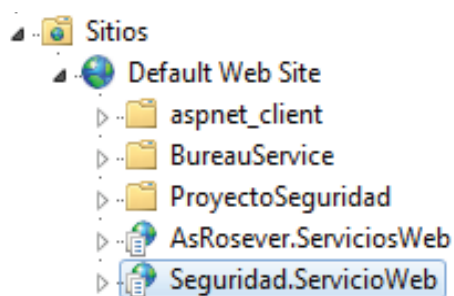 Sitios
Default Web Site
aspnet_client
BureauService
ProyectoSeguridad
AsRosever.ServiciosWeb
Seguridad.ServicioWeb